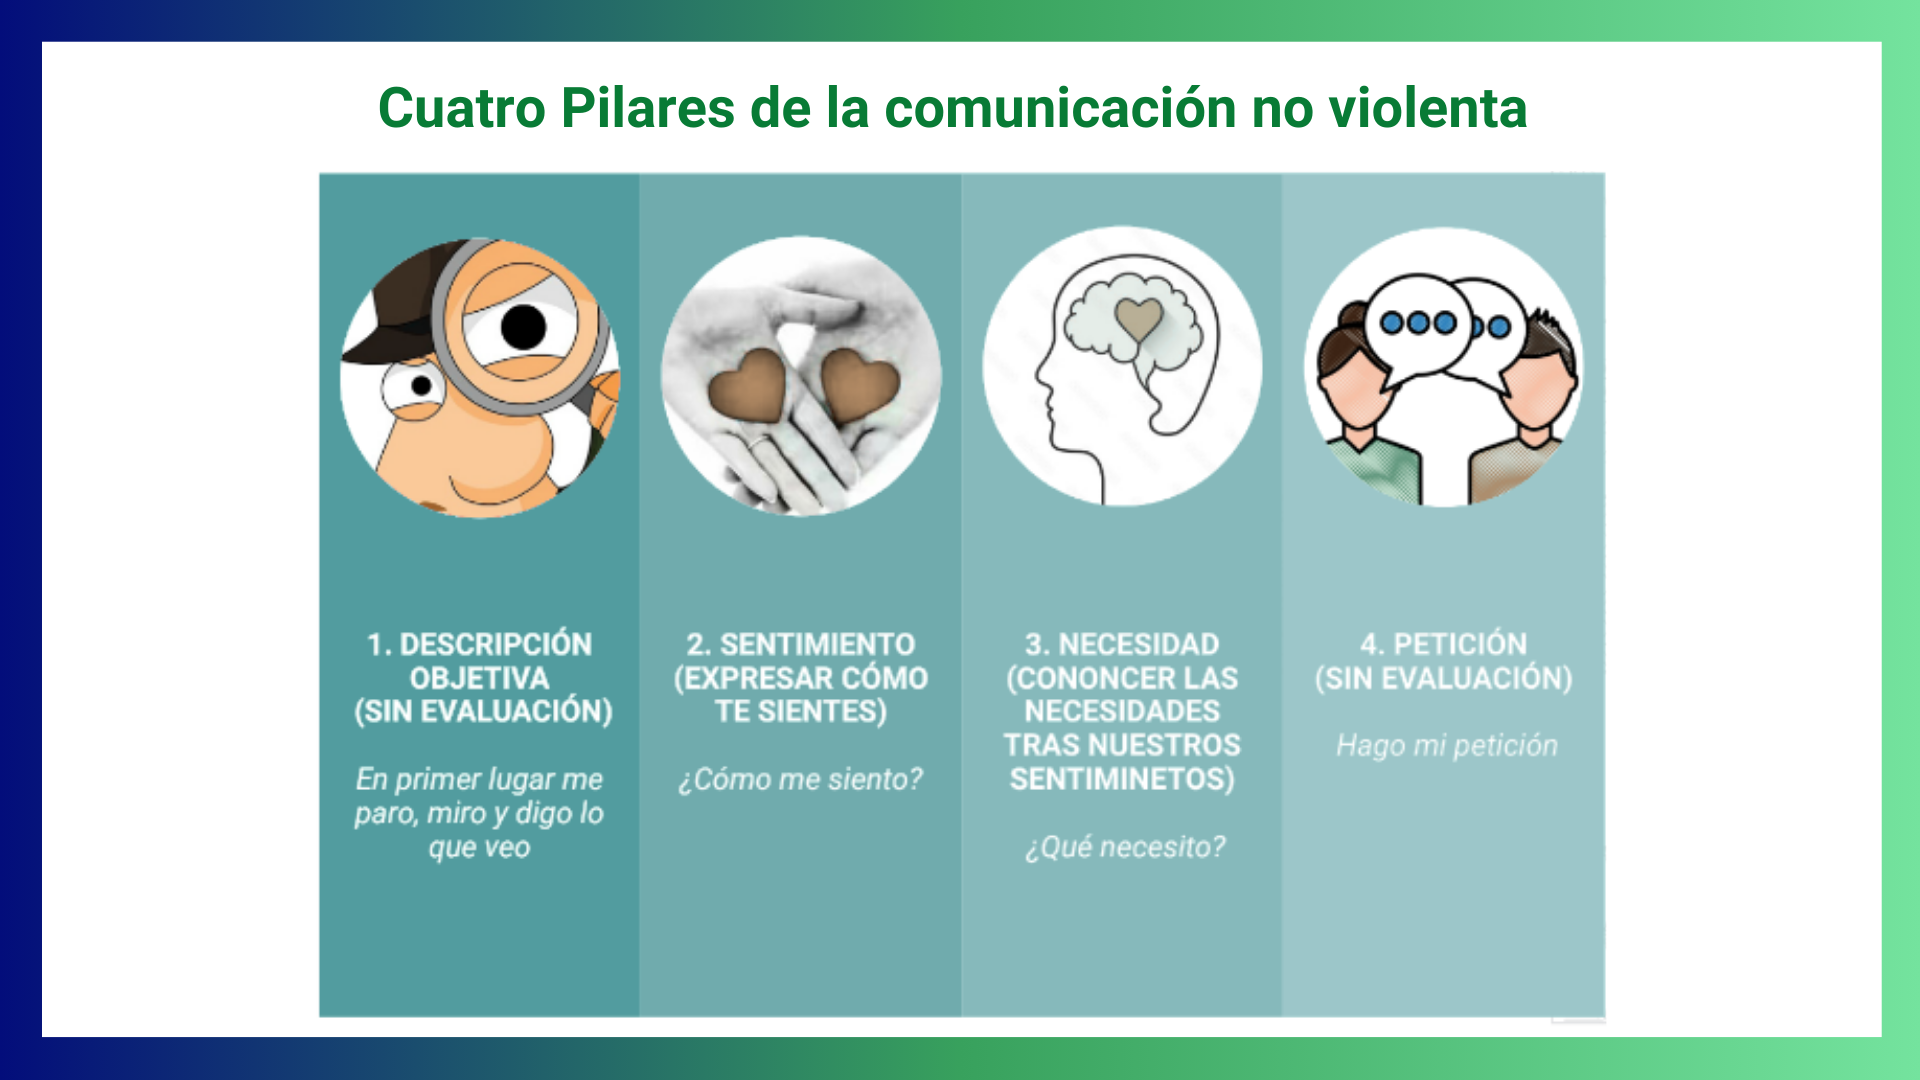 Cuatro Pilares de la comunicación no violenta
1. DESCRIPCIÓN
OBJETIVA
(SIN EVALUACIÓN)
En primer lugar me
paro, miro y digo lo
que veo
2. SENTIMIENTO
(EXPRESAR CÓMO
TE SIENTES)
¿Cómo me siento?
3. NECESIDAD
(CONONCER LAS
NECESIDADES
TRAS NUESTROS
SENTIMINETOS)
¿Qué necesito?
4. PETICIÓN
(SIN EVALUACIÓN)
Hago mi petición